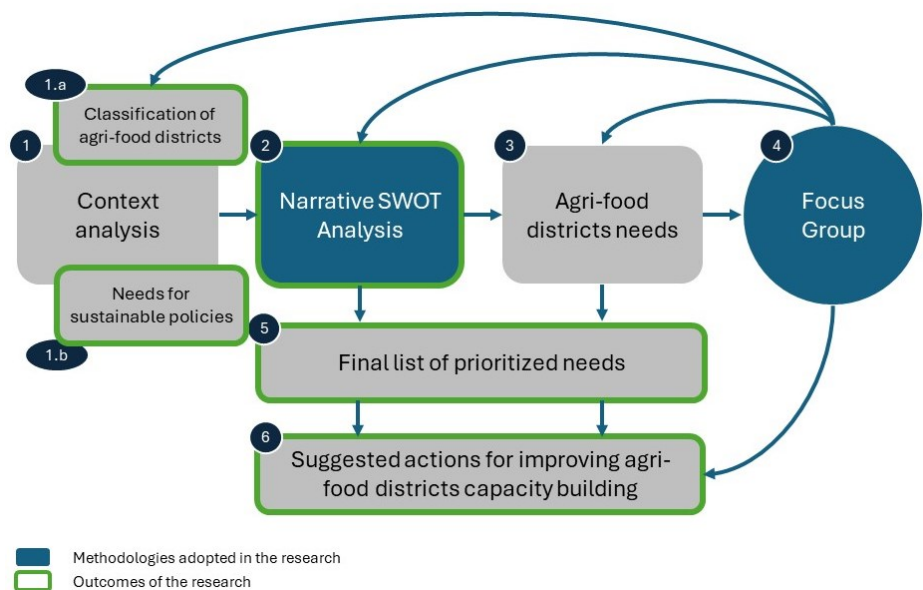 1.a
Classification of
agri-food districts
1
Context
analysis
Needs for
sustainable policies
1.b
2
Narrative SWOT
Analysis
3
Agri-food
districts needs
4
Focus
Group
5
Final list of prioritized needs
6
Suggested actions for improving agri-
food districts capacity building
Methodologies adopted in the research
Outcomes of the research